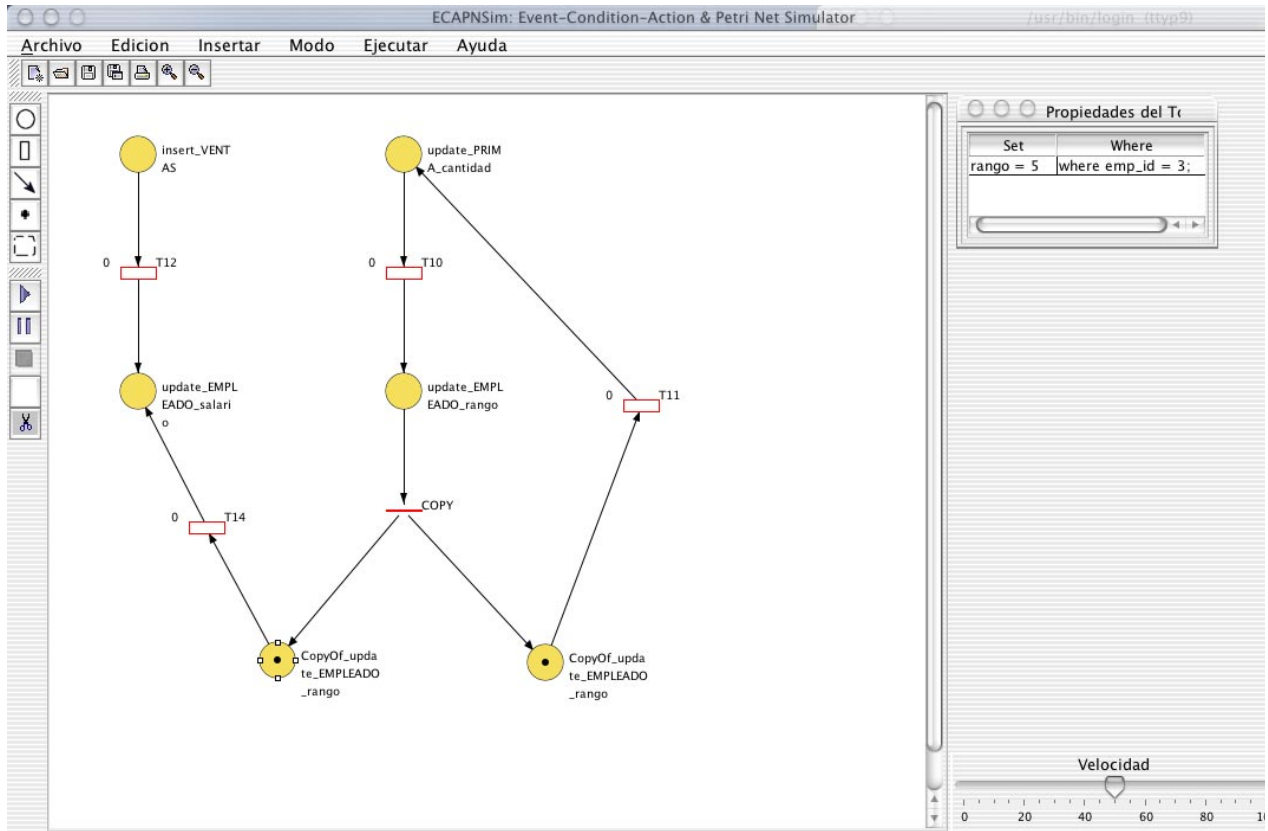 ECAPNSim: Event-Condition-Action & Petri Net Simulator
/usr/bin/login (ttyp9)
Archivo Edicion Insertar Modo Ejecutar Ayuda
Propiedades del
Set Where
rango = 5 where emp_id = 3;
insert_VENT
AS
update_PRIM
A_cantidad
0 T12
0 T10
update_EMPL
EADO_salari
o
update_EMPL
EADO_rango
0 T11
COPY
0 T14
CopyOf_upda
te_EMPLEADO
_rango
CopyOf_upda
te_EMPLEADO
_rango
Velocidad
0 20 40 60 80